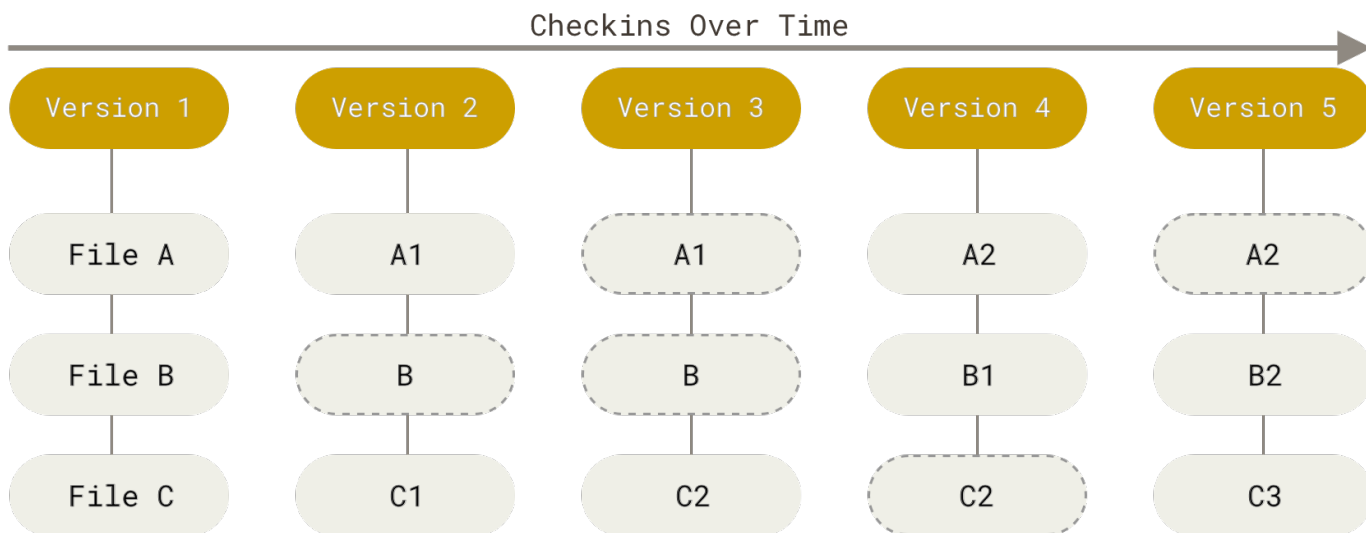 Checkins Over Time
Version 1 Version 2 Version 3 Version 4 Version 5
File A A1 A1 A2 A2
File B B B B1 B2
File C C1 C2 C2 C3